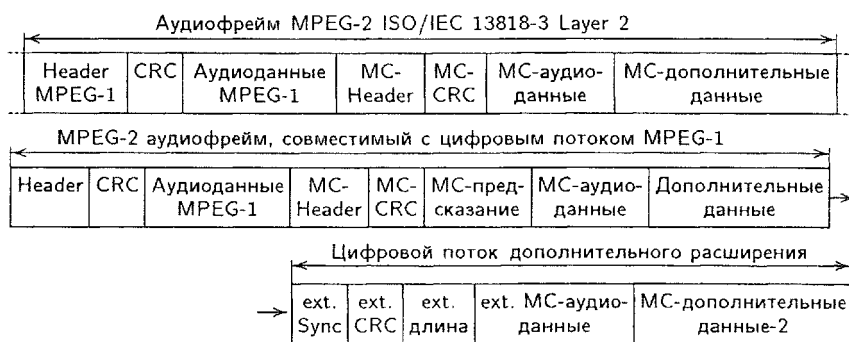 Аудиофрейм MPEG-2 ISO/IEC 13818-3 Layer 2
Header MPEG-1
CRC
Аудиоданные MPEG-1
MC-Header
MC-CRC
MC-аудио-данные
MC-дополнительные данные
MPEG-2 аудиофрейм, совместимый с цифровым потоком MPEG-1
Header
CRC
Аудиоданные MPEG-1
MC-Header
MC-CRC
MC-пред-сказание
MC-аудио-данные
Дополнительные данные
Цифровой поток дополнительного расширения
ext. Sync
ext. CRC
ext. длина
ext. MC-аудио-данные
MC-дополнительные данные-2